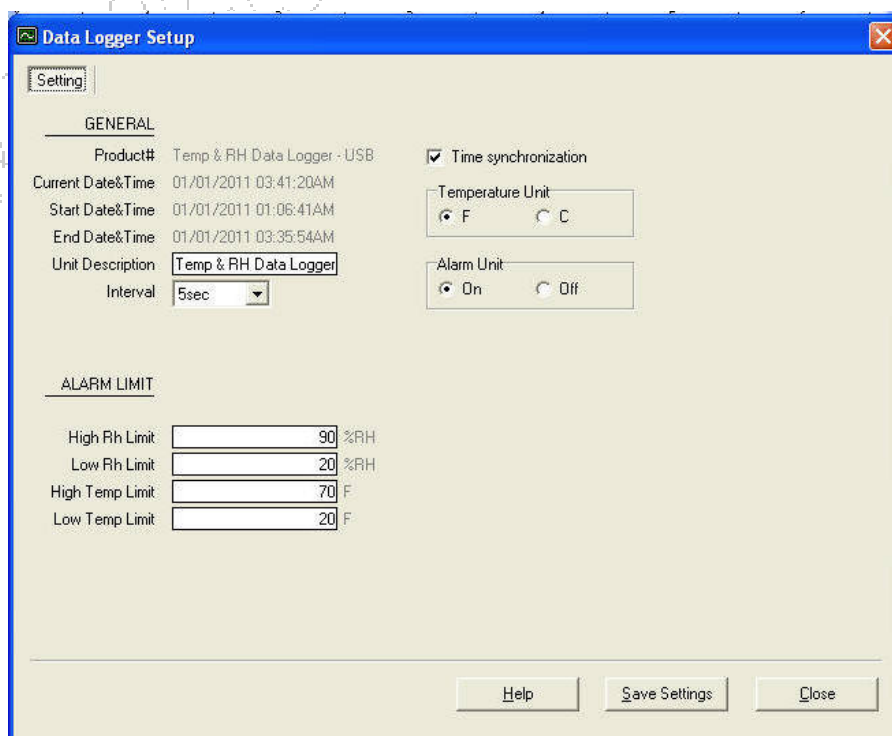 Data Logger Setup
Setting
GENERAL
Product# Temp & RH Data Logger - USB
Current Date&Time 01/01/2011 03:41:20AM
Start Date&Time 01/01/2011 01:06:41AM
End Date&Time 01/01/2011 03:35:54AM
Unit Description Temp & RH Data Logger
Interval 5sec
Time synchronization
Temperature Unit
F C
Alarm Unit
On Off
ALARM LIMIT
High Rh Limit 90 %RH
Low Rh Limit 20 %RH
High Temp Limit 70 F
Low Temp Limit 20 F
Help Save Settings Close